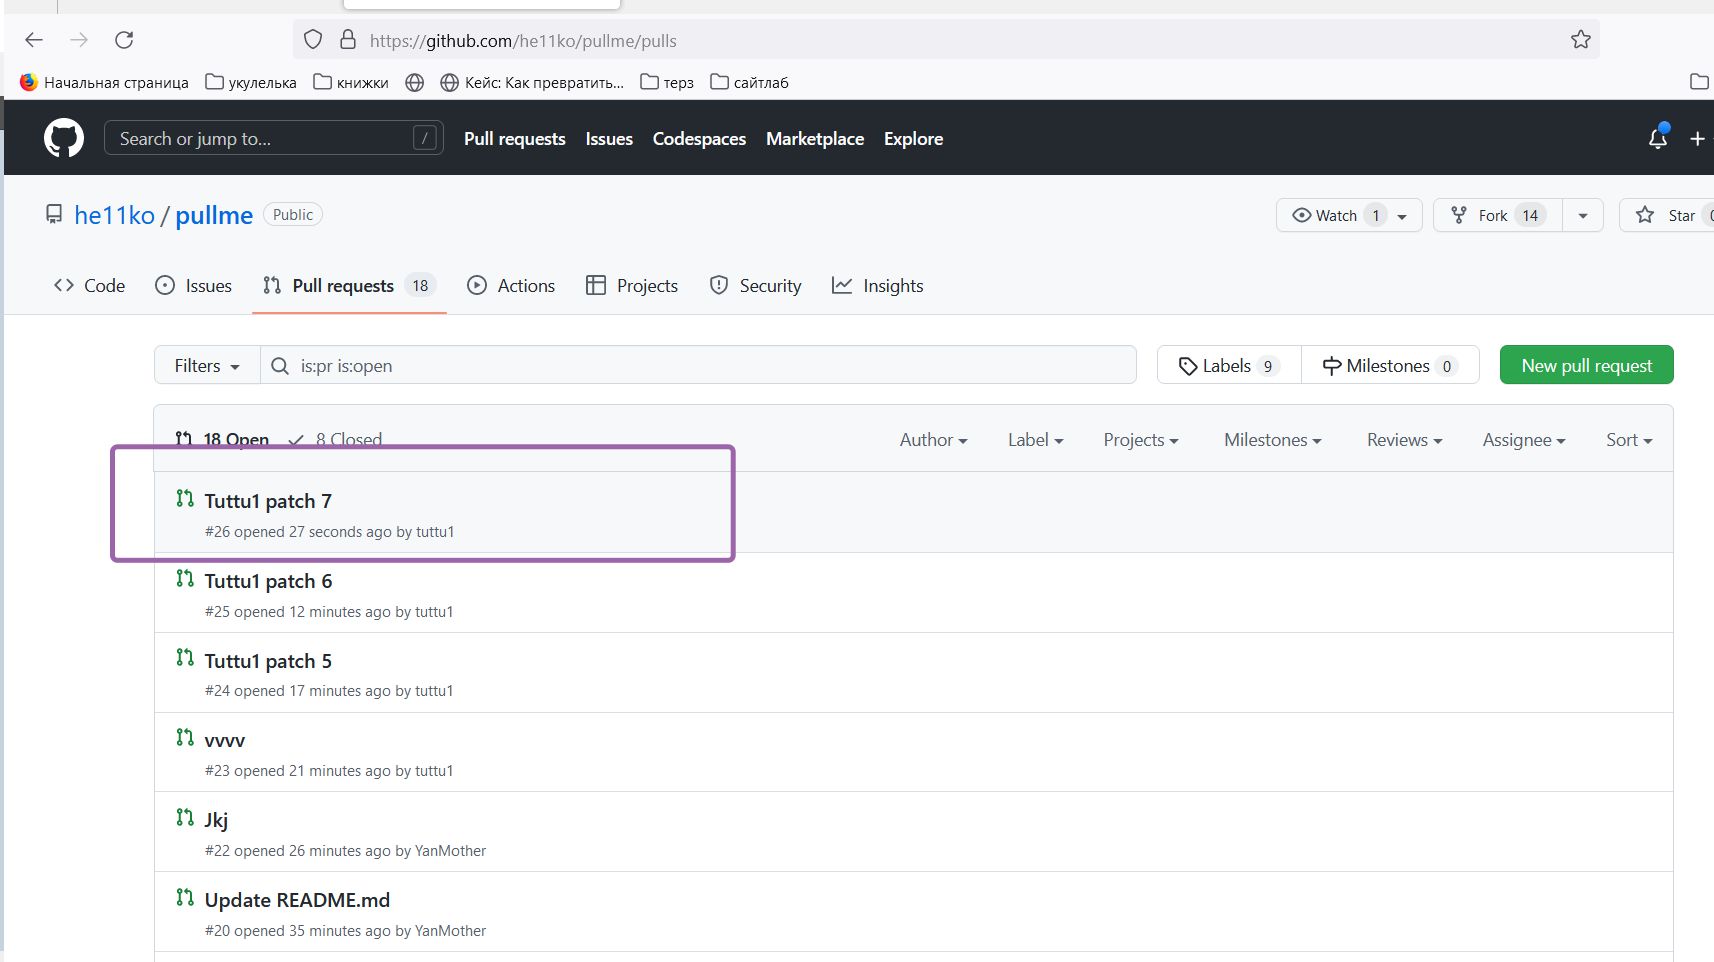 https://github.com/he11ko/pullme/pulls
Начальная страница укулелька книжки Кейс: Как превратить... терз сайтлаб
Search or jump to... / Pull requests Issues Codespaces Marketplace Explore
he11ko / pullme Public Watch 1 Fork 14 Star
Code Issues Pull requests 18 Actions Projects Security Insights
Filters is:pr is:open Labels 9 Milestones 0 New pull request
18 Open 8 Closed Author Label Projects Milestones Reviews Assignee Sort
Tuttu1 patch 7
#26 opened 27 seconds ago by tuttu1
Tuttu1 patch 6
#25 opened 12 minutes ago by tuttu1
Tuttu1 patch 5
#24 opened 17 minutes ago by tuttu1
vvvv
#23 opened 21 minutes ago by tuttu1
Jkj
#22 opened 26 minutes ago by YanMother
Update README.md
#20 opened 35 minutes ago by YanMother